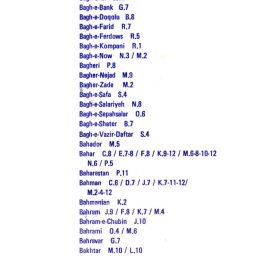 Bagh-e-Bank G.7
Bagh-e-Doqolu B.8
Bagh-e-Farid R.7
Bagh-e-Ferdows R.5
Bagh-e-Kompani R.1
Bagh-e-Now N.3 / M.2
Bagheri P.8
Bagher-Nejad M.9
Bagher-Zade M.2
Bagh-e-Safa S.4
Bagh-e-Salariyeh N.8
Bagh-e-Sepahsalar O.6
Bagh-e-Shater B.7
Bagh-e-Vazir-Daftar S.4
Bahador M.5
Bahar C.8 / E.7-8 / F.8 / K.9-12 / M.6-8-10-12
N.6 / P.5
Baharestan P.11
Bahman C.6 / D.7 / J.7 / K.7-11-12/
M.2-4-12
Bahmanian K.2
Bahram J.9 / F.8 / K.7 / M.4
Bahram-e-Chubin J.10
Bahrami O.4 / M.6
Bahrevar G.7
Bakhtar M.10 / L.10